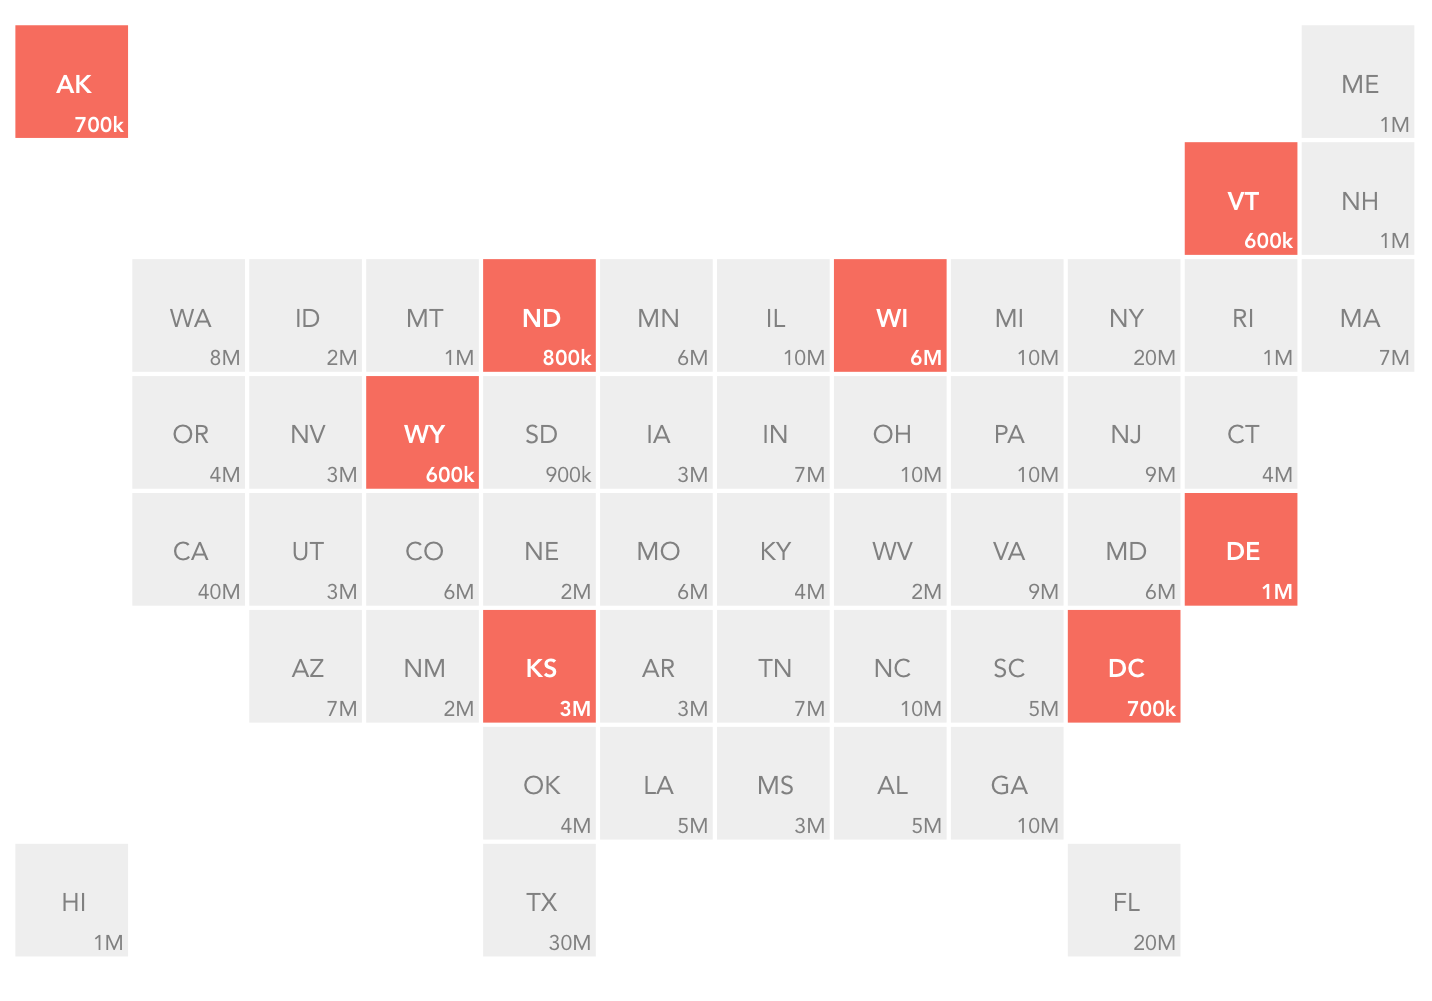 AK
700k
ME
1M
VT
600k
NH
1M
WA
8M
ID
2M
MT
1M
ND
800k
MN
6M
IL
10M
WI
6M
MI
10M
NY
20M
RI
1M
MA
7M
OR
4M
NV
3M
WY
600k
SD
900k
IA
3M
IN
7M
OH
10M
PA
10M
NJ
9M
CT
4M
CA
40M
UT
3M
CO
6M
NE
2M
MO
6M
KY
4M
WV
2M
VA
9M
MD
6M
DE
1M
AZ
7M
NM
2M
KS
3M
AR
3M
TN
7M
NC
10M
SC
5M
DC
700k
OK
4M
LA
5M
MS
3M
AL
5M
GA
10M
HI
1M
TX
30M
FL
20M